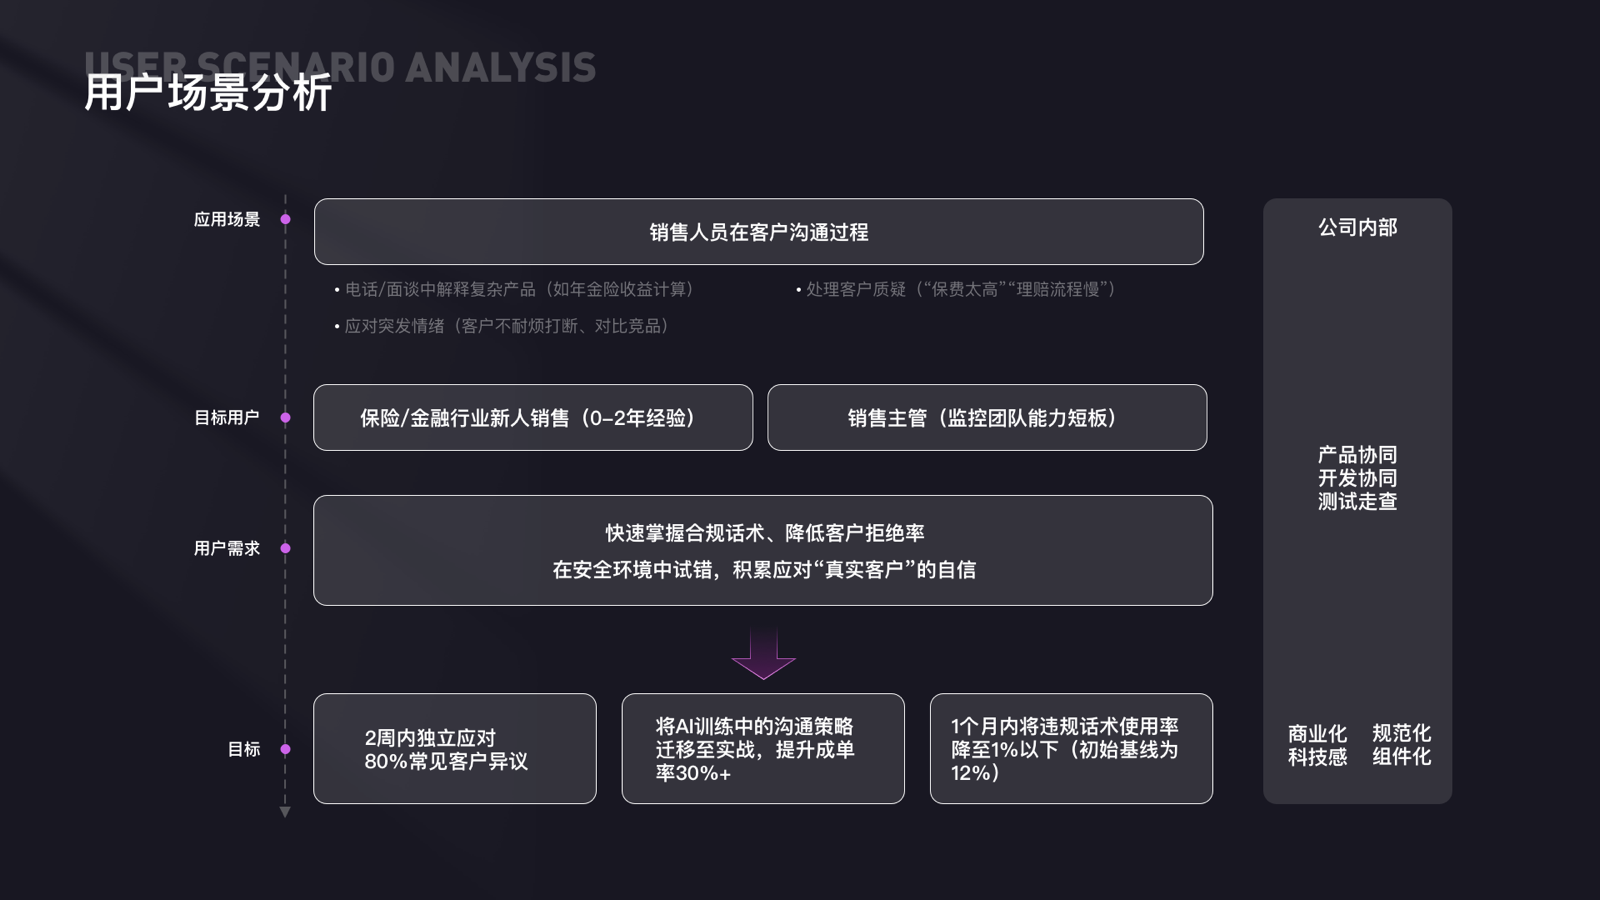 USER SCENARIO ANALYSIS
用户场景分析
应用场景
销售人员在客户沟通过程
• 电话/面谈中解释复杂产品（如年金险收益计算）
• 处理客户质疑（“保费太高”“理赔流程慢”）
• 应对突发情绪（客户不耐烦打断、对比竞品）
目标用户
保险/金融行业新人销售（0-2年经验）
销售主管（监控团队能力短板）
用户需求
快速掌握合规话术、降低客户拒绝率
在安全环境中试错，积累应对“真实客户”的自信
目标
2周内独立应对
80%常见客户异议
将AI训练中的沟通策略
迁移至实战，提升成单
率30%+
1个月内将违规话术使用率
降至1%以下（初始基线为
12%）
公司内部
产品协同
开发协同
测试走查
商业化
科技感
规范化
组件化